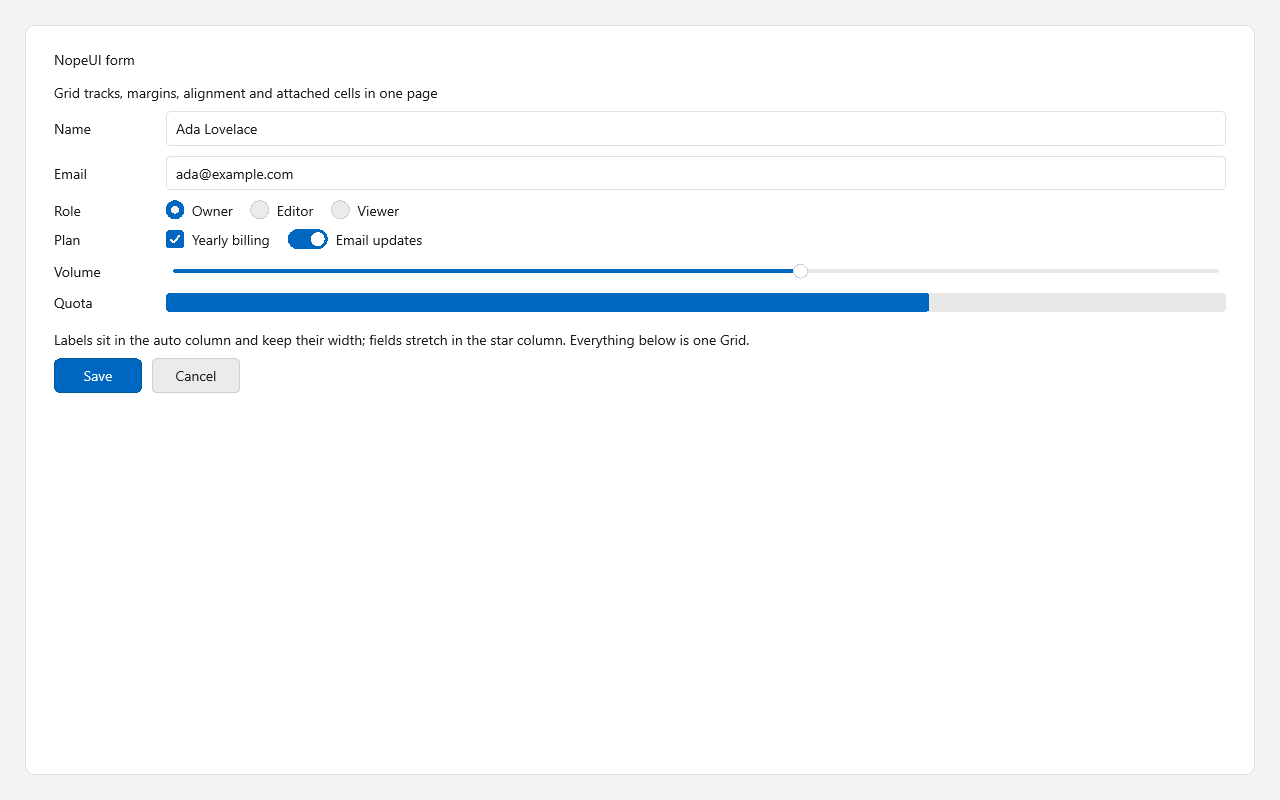 NopeUI form
Grid tracks, margins, alignment and attached cells in one page
Name
Ada Lovelace
Email
ada@example.com
Role
Owner Editor Viewer
Plan
Yearly billing Email updates
Volume
Quota
Labels sit in the auto column and keep their width; fields stretch in the star column. Everything below is one Grid.
Save Cancel